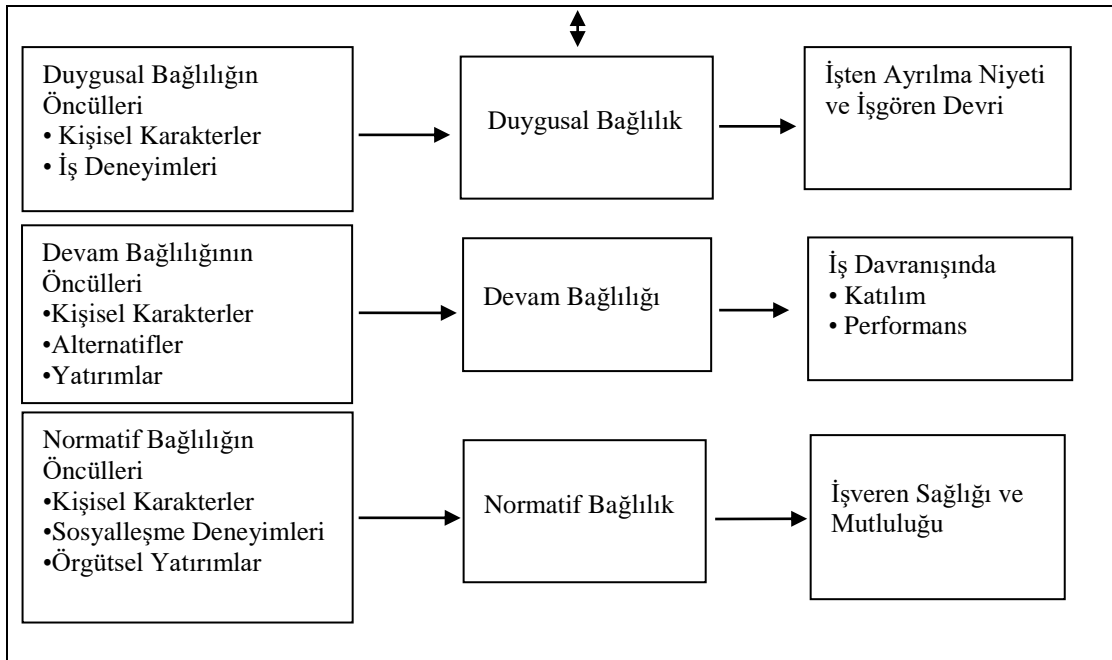 Duygusal Bağlılığın
Öncülleri
• Kişisel Karakterler
• İş Deneyimleri
Duygusal Bağlılık
İşten Ayrılma Niyeti
ve İşgören Devri
Devam Bağlılığının
Öncülleri
•Kişisel Karakterler
•Alternatifler
•Yatırımlar
Devam Bağlılığı
İş Davranışında
• Katılım
• Performans
Normatif Bağlılığın
Öncülleri
•Kişisel Karakterler
•Sosyalleşme Deneyimleri
•Örgütsel Yatırımlar
Normatif Bağlılık
İşveren Sağlığı ve
Mutluluğu